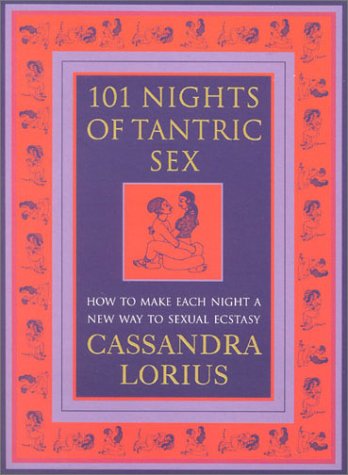 101 NIGHTS
OF TANTRIC
SEX
HOW TO MAKE EACH NIGHT A
NEW WAY TO SEXUAL ECSTASY
CASSANDRA
LORIUS